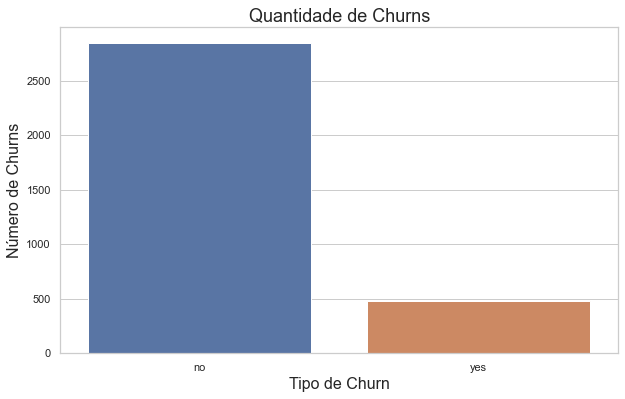 Quantidade de Churns
Número de Churns
2500
2000
1500
1000
500
0
no
yes
Tipo de Churn